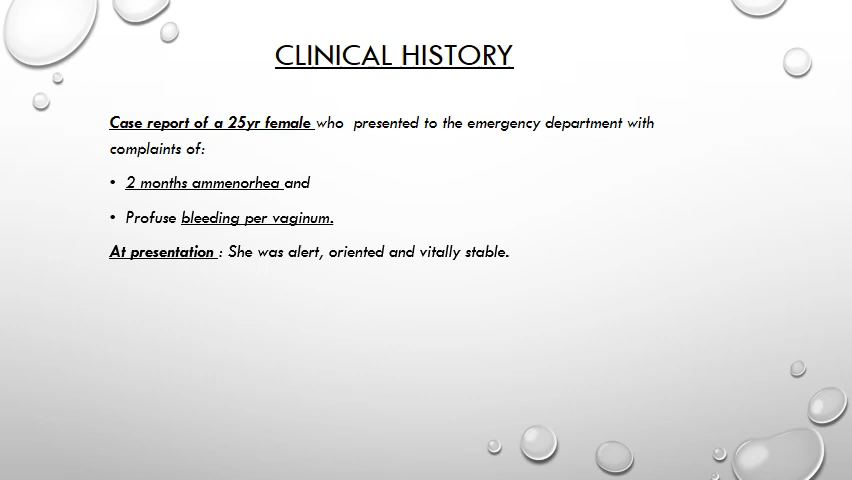 CLINICAL HISTORY
Case report of a 25yr female who presented to the emergency department with
complaints of:
• 2 months ammenorhea and
• Profuse bleeding per vaginum.
At presentation : She was alert, oriented and vitally stable.